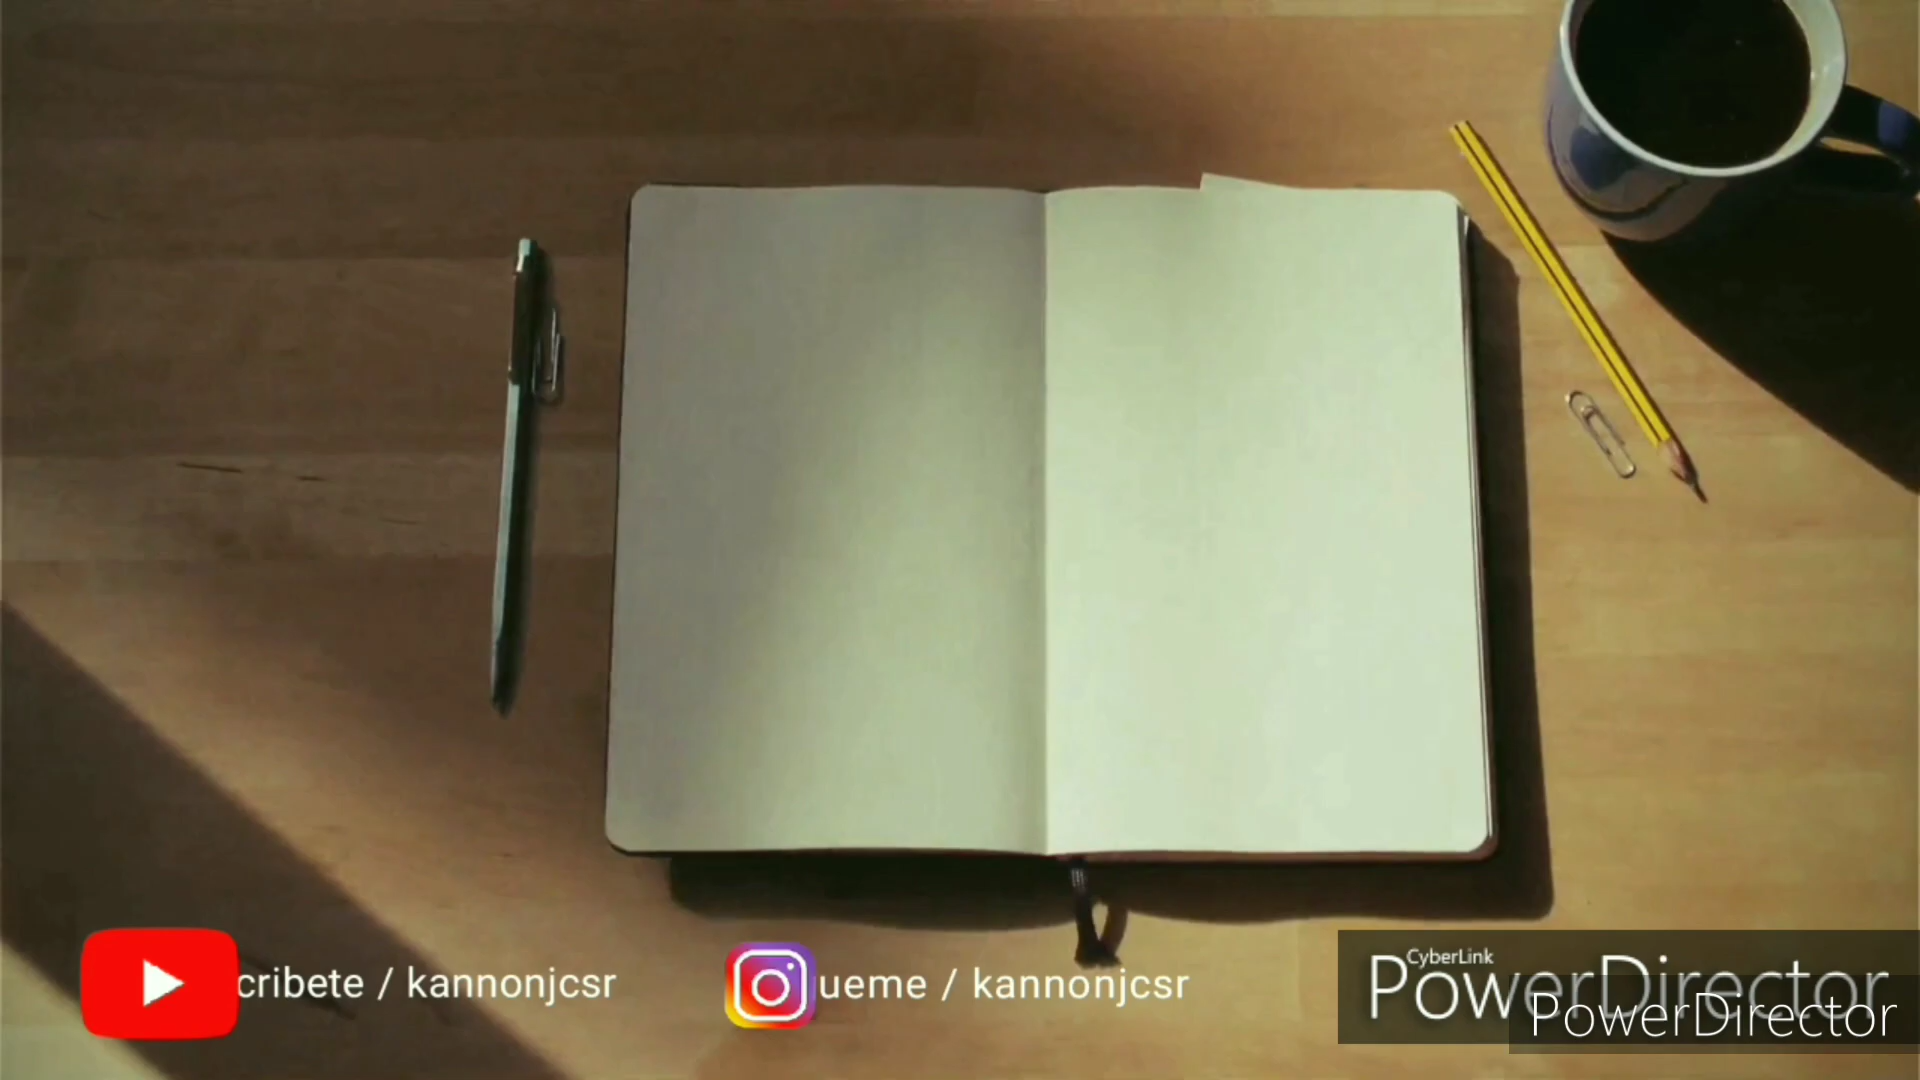 cribete / kannonjcsr
ueme / kannonjcsr
CyberLink
PowerDirector
PowerDirector